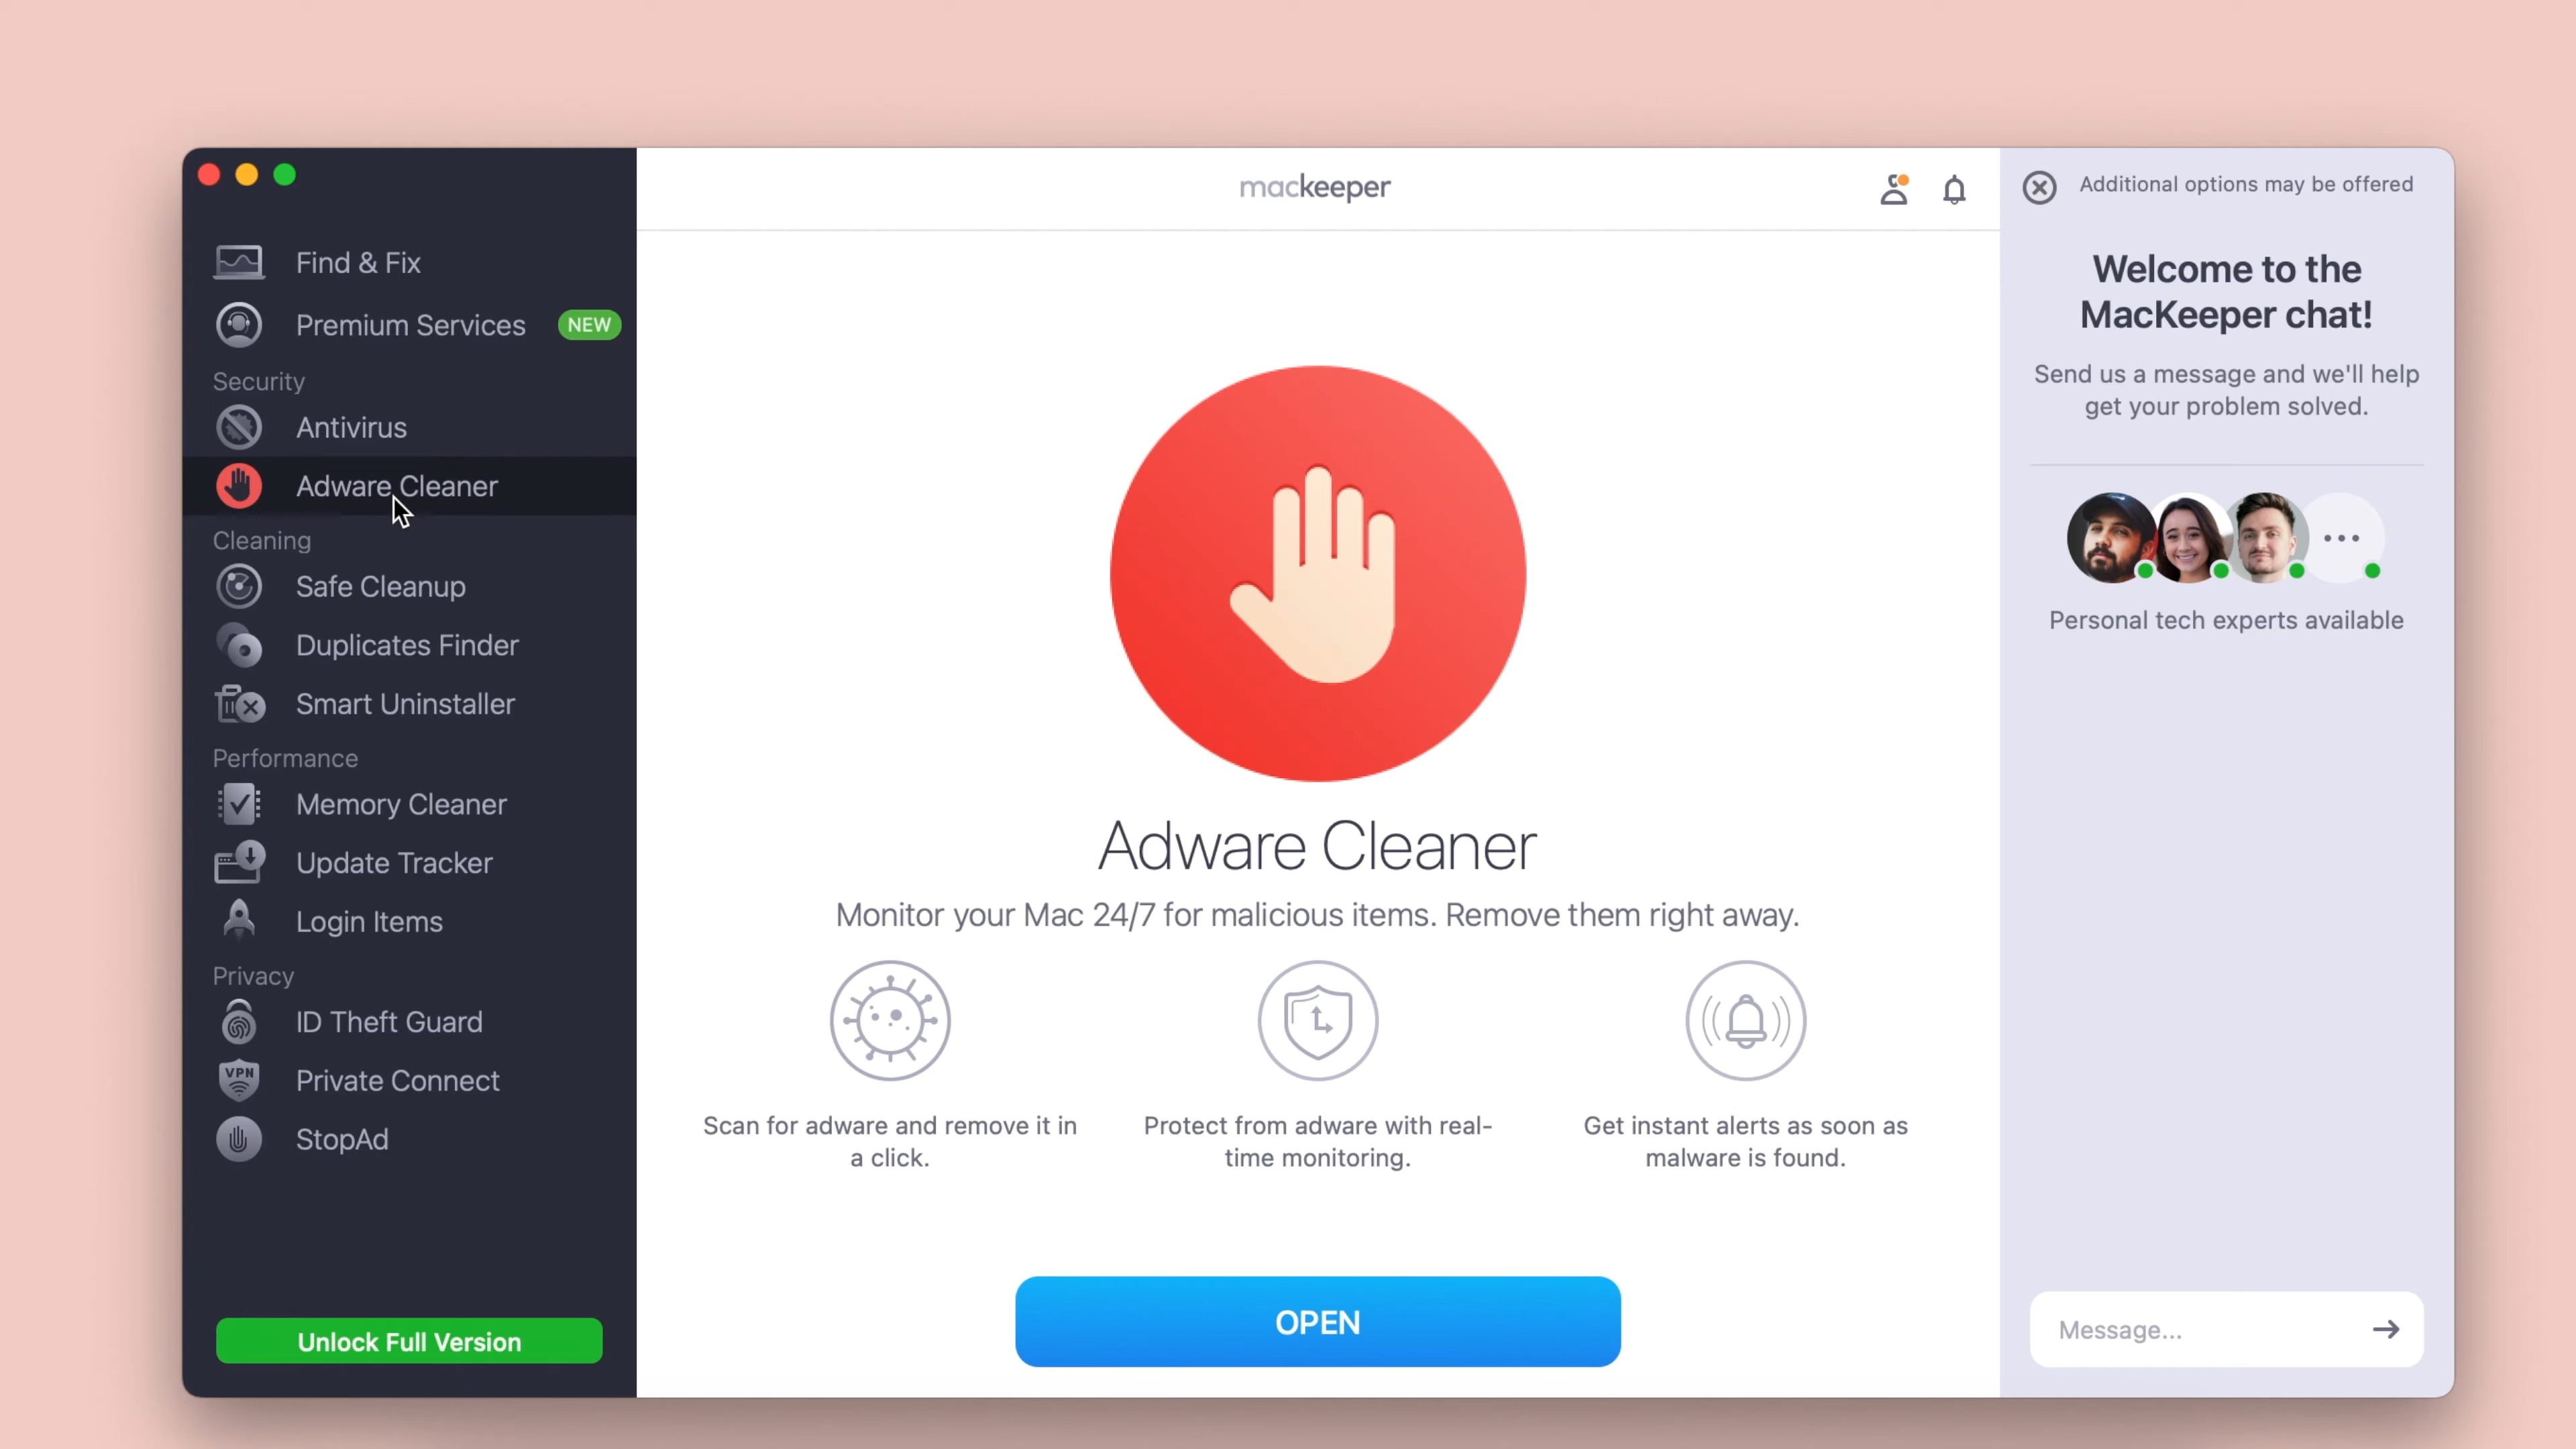 mackeeper
Find & Fix
Premium Services NEW
Security
Antivirus
Adware Cleaner
Cleaning
Safe Cleanup
Duplicates Finder
Smart Uninstaller
Performance
Memory Cleaner
Update Tracker
Login Items
Privacy
ID Theft Guard
VPN
Private Connect
StopAd
Unlock Full Version
Adware Cleaner
Monitor your Mac 24/7 for malicious items. Remove them right away.
Scan for adware and remove it in
a click.
Protect from adware with real-
time monitoring.
Get instant alerts as soon as
malware is found.
OPEN
Additional options may be offered
Welcome to the
MacKeeper chat!
Send us a message and we'll help
get your problem solved.
Personal tech experts available
Message...